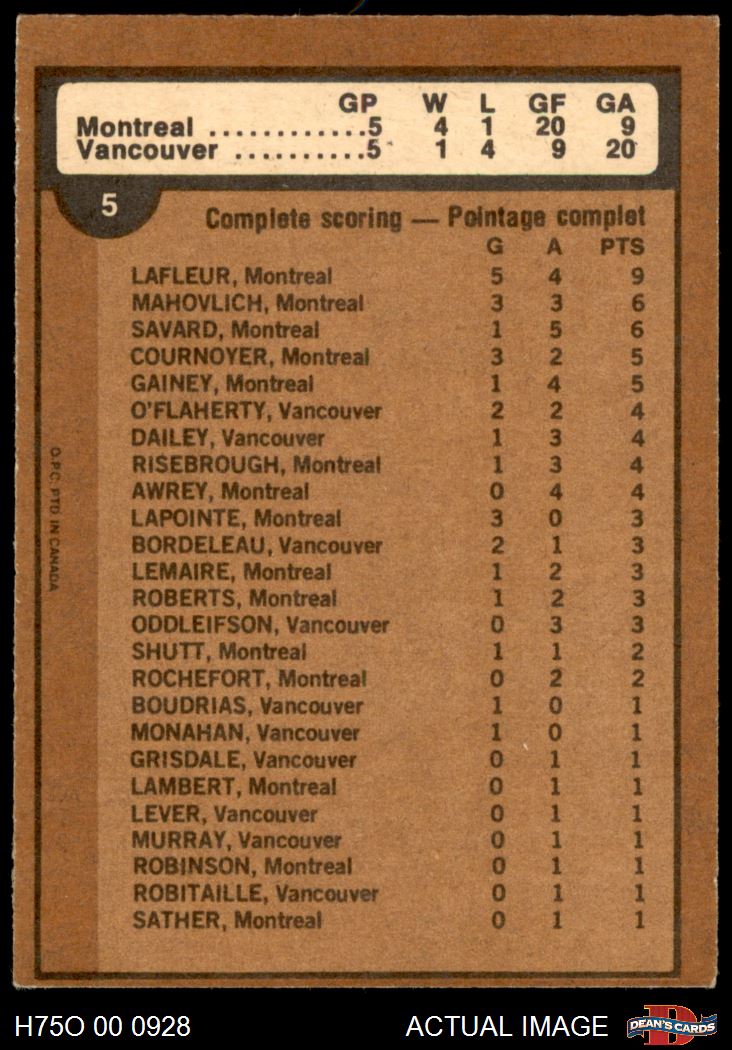 GP W L GF GA
Montreal ............5 4 1 20 9
Vancouver ..........5 1 4 9 20
5
Complete scoring — Pointage complet
G A PTS
LAFLEUR, Montreal 5 4 9
MAHOVLICH, Montreal 3 3 6
SAVARD, Montreal 1 5 6
COURNOYER, Montreal 3 2 5
GAINEY, Montreal 1 4 5
O'FLAHERTY, Vancouver 2 2 4
DAILEY, Vancouver 1 3 4
RISEBROUGH, Montreal 1 3 4
AWREY, Montreal 0 4 4
LAPOINTE, Montreal 3 0 3
BORDELEAU, Vancouver 2 1 3
LEMAIRE, Montreal 1 2 3
ROBERTS, Montreal 1 2 3
ODDLEIFSON, Vancouver 0 3 3
SHUTT, Montreal 1 1 2
ROCHEFORT, Montreal 0 2 2
BOUDRIAS, Vancouver 1 0 1
MONAHAN, Vancouver 1 0 1
GRISDALE, Vancouver 0 1 1
LAMBERT, Montreal 0 1 1
LEVER, Vancouver 0 1 1
MURRAY, Vancouver 0 1 1
ROBINSON, Montreal 0 1 1
ROBITAILLE, Vancouver 0 1 1
SATHER, Montreal 0 1 1
O.P.C. PTD. IN CANADA
H75O 00 0928 ACTUAL IMAGE
D
DEAN'S CARDS